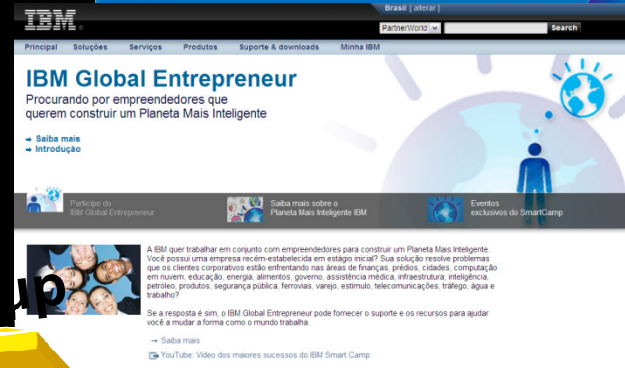 IBM
Brasil [ alterar ]
PartnerWorld
Search
Principal Soluções Serviços Produtos Suporte & downloads Minha IBM
IBM Global Entrepreneur
Procurando por empreendedores que
querem construir um Planeta Mais Inteligente
→ Saiba mais
→ Introdução
Participe do
IBM Global Entrepreneur
Saiba mais sobre o
Planeta Mais Inteligente IBM
Eventos
exclusivos do SmartCamp
A IBM quer trabalhar em conjunto com empreendedores para construir um Planeta Mais Inteligente.
Você possui uma empresa recém-estabelecida em estágio inicial? Sua solução resolve problemas
que os clientes corporativos estão enfrentando nas áreas de finanças, prédios, cidades, computação
em nuvem, educação, energia, alimentos, governo, assistência médica, infraestrutura, inteligência,
petróleo, produtos, segurança pública, ferrovias, varejo, estímulo, telecomunicações, tráfego, água e
trabalho?
up
Se a resposta é sim, o IBM Global Entrepreneur pode fornecer o suporte e os recursos para ajudar
você a mudar a forma como o mundo trabalha.
→ Saiba mais
YouTube: Vídeo dos maiores sucessos do IBM Smart Camp